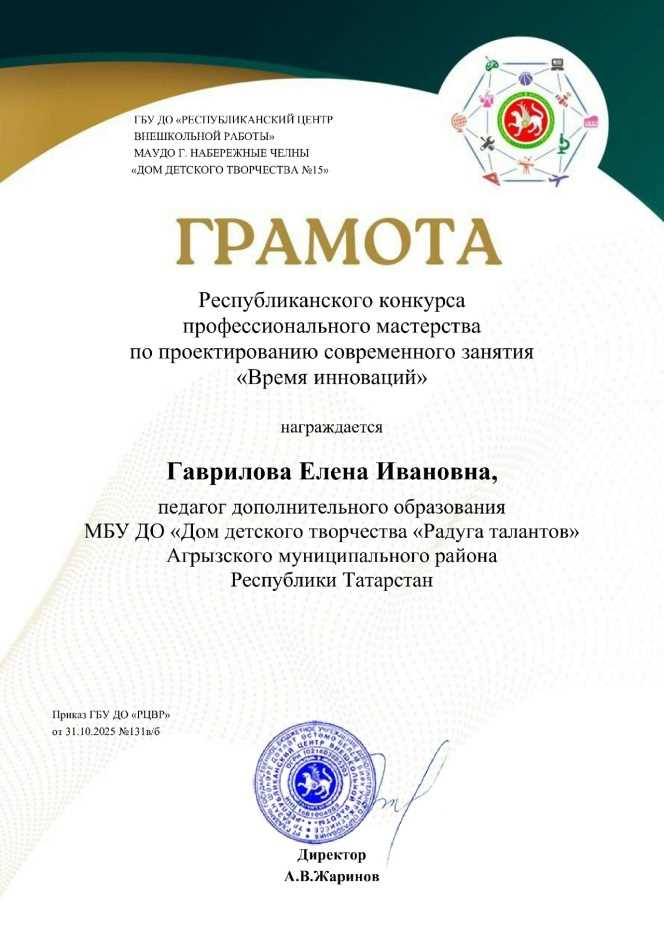 ГБУ ДО «РЕСПУБЛИКАНСКИЙ ЦЕНТР
ВНЕШКОЛЬНОЙ РАБОТЫ»
МАУДО Г. НАБЕРЕЖНЫЕ ЧЕЛНЫ
«ДОМ ДЕТСКОГО ТВОРЧЕСТВА №15»
ГРАМОТА
Республиканского конкурса
профессионального мастерства
по проектированию современного занятия
«Время инноваций»
награждается
Гаврилова Елена Ивановна,
педагог дополнительного образования
МБУ ДО «Дом детского творчества «Радуга талантов»
Агрызского муниципального района
Республики Татарстан
Приказ ГБУ ДО «РЦВР»
от 31.10.2025 №131в/б
Директор
А.В.Жаринов